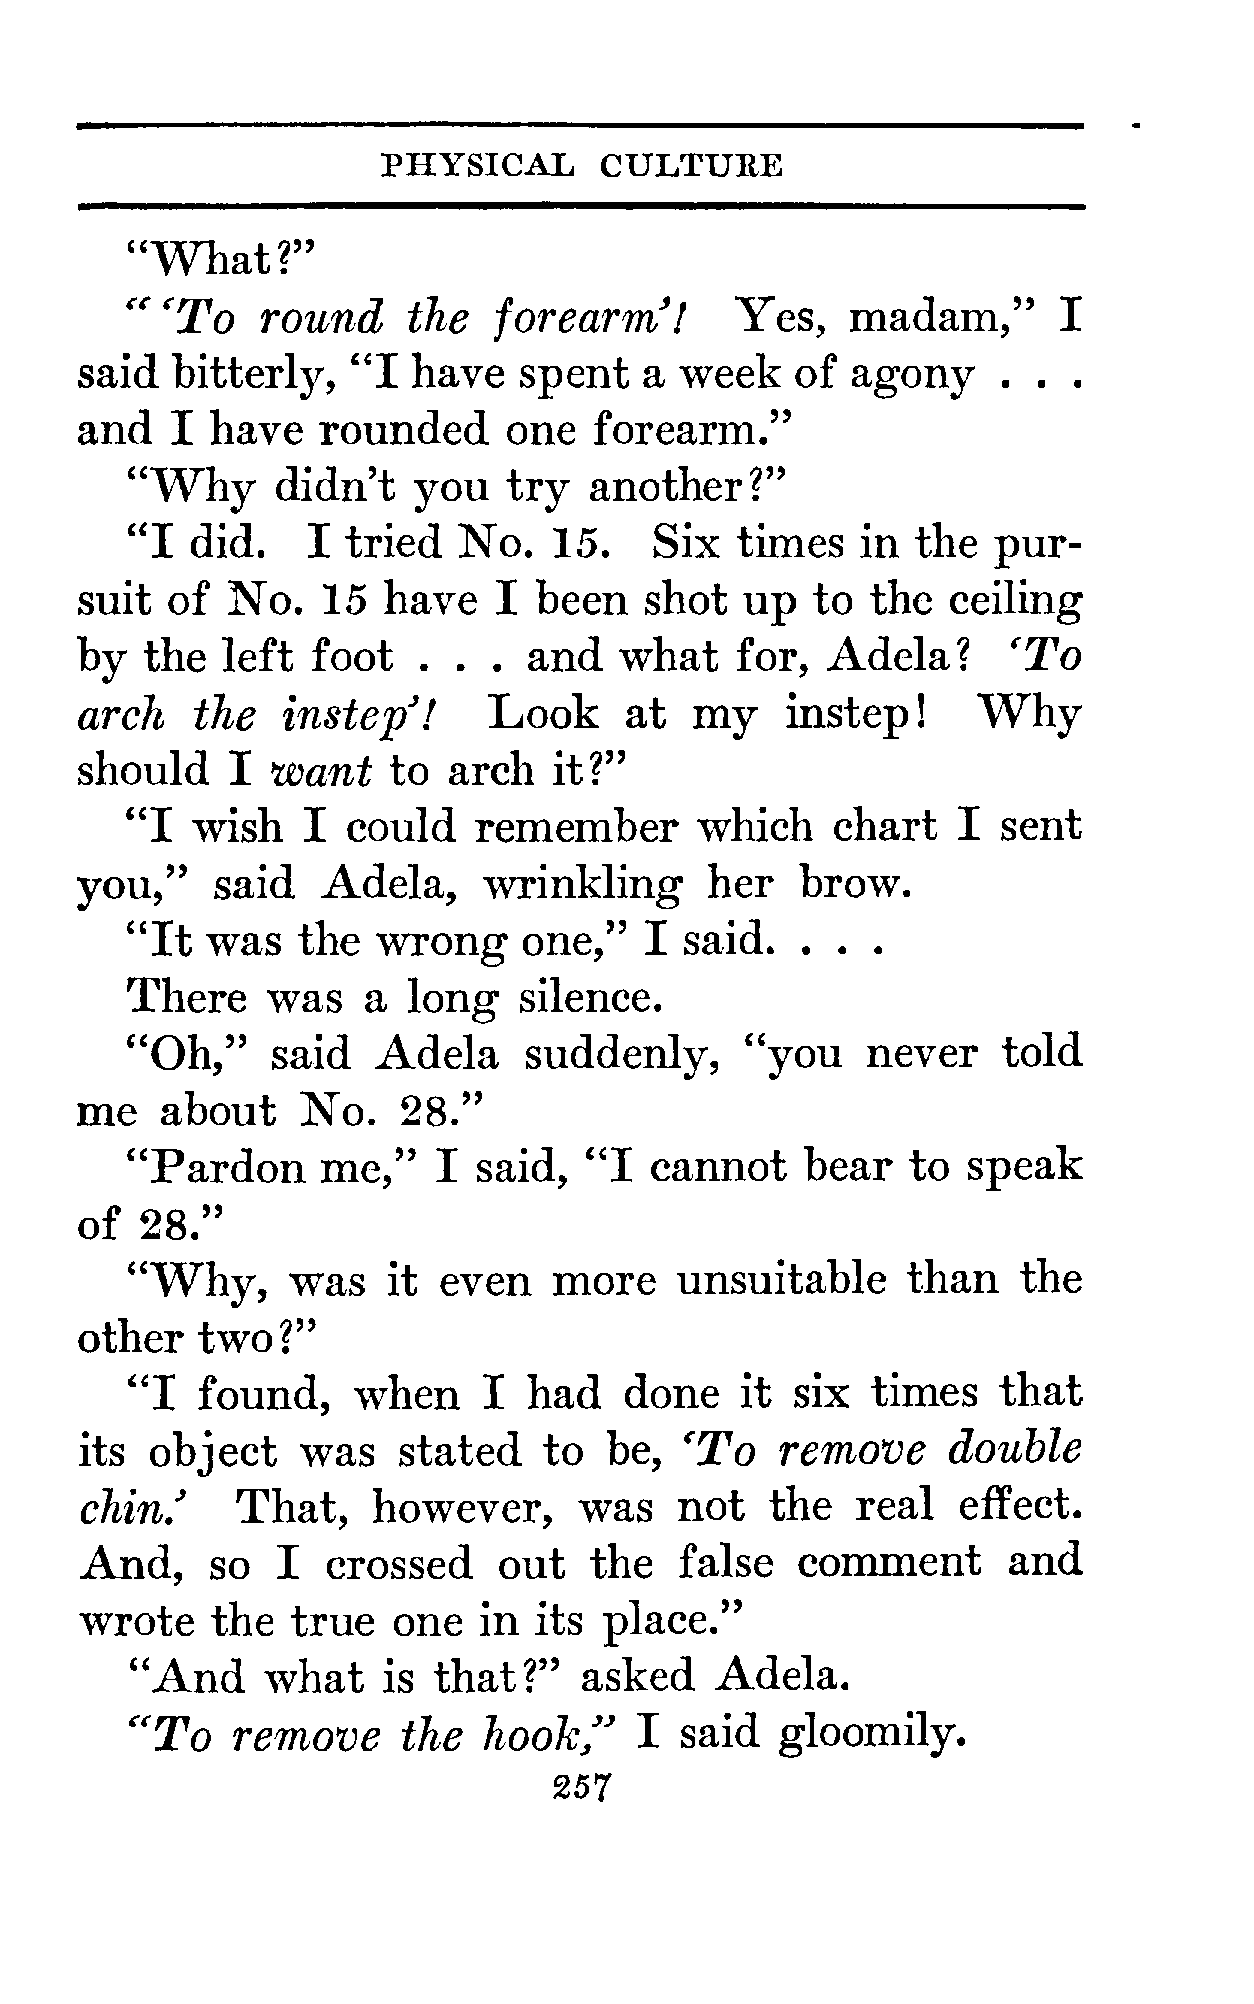 PHYSICAL CULTURE
“What?”
“ ‘To round the forearm’! Yes, madam,” I
said bitterly, “I have spent a week of agony . . .
and I have rounded one forearm.”
“Why didn’t you try another?”
“I did. I tried No. 15. Six times in the pur-
suit of No. 15 have I been shot up to the ceiling
by the left foot . . . and what for, Adela? ‘To
arch the instep’! Look at my instep! Why
should I want to arch it?”
“I wish I could remember which chart I sent
you,” said Adela, wrinkling her brow.
“It was the wrong one,” I said. . . .
There was a long silence.
“Oh,” said Adela suddenly, “you never told
me about No. 28.”
“Pardon me,” I said, “I cannot bear to speak
of 28.”
“Why, was it even more unsuitable than the
other two?”
“I found, when I had done it six times that
its object was stated to be, ‘To remove double
chin.’ That, however, was not the real effect.
And, so I crossed out the false comment and
wrote the true one in its place.”
“And what is that?” asked Adela.
“To remove the hook,” I said gloomily.
257